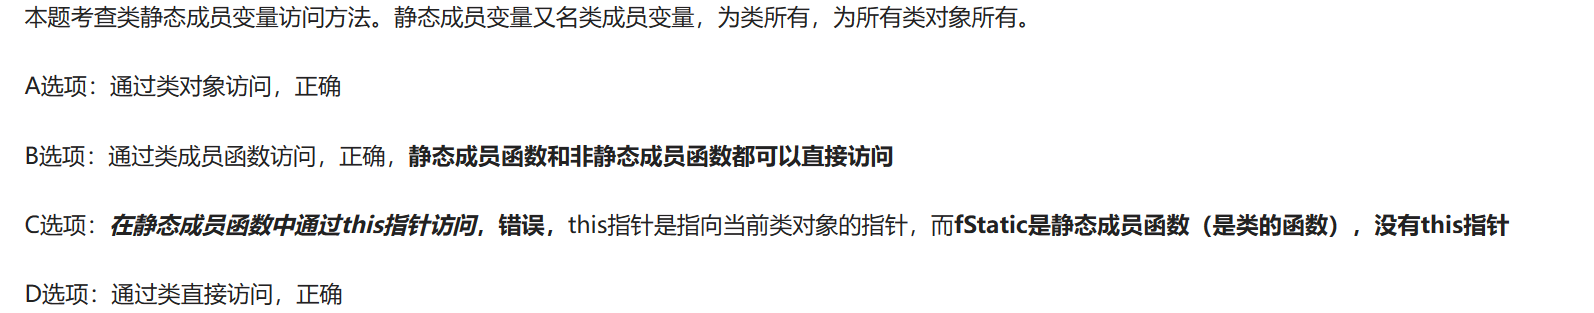 本题考查类静态成员变量访问方法。静态成员变量又名类成员变量，为类所有，为所有类对象所有。
A选项：通过类对象访问，正确
B选项：通过类成员函数访问，正确，静态成员函数和非静态成员函数都可以直接访问
C选项：在静态成员函数中通过this指针访问，错误，this指针是指向当前类对象的指针，而fStatic是静态成员函数（是类的函数），没有this指针
D选项：通过类直接访问，正确